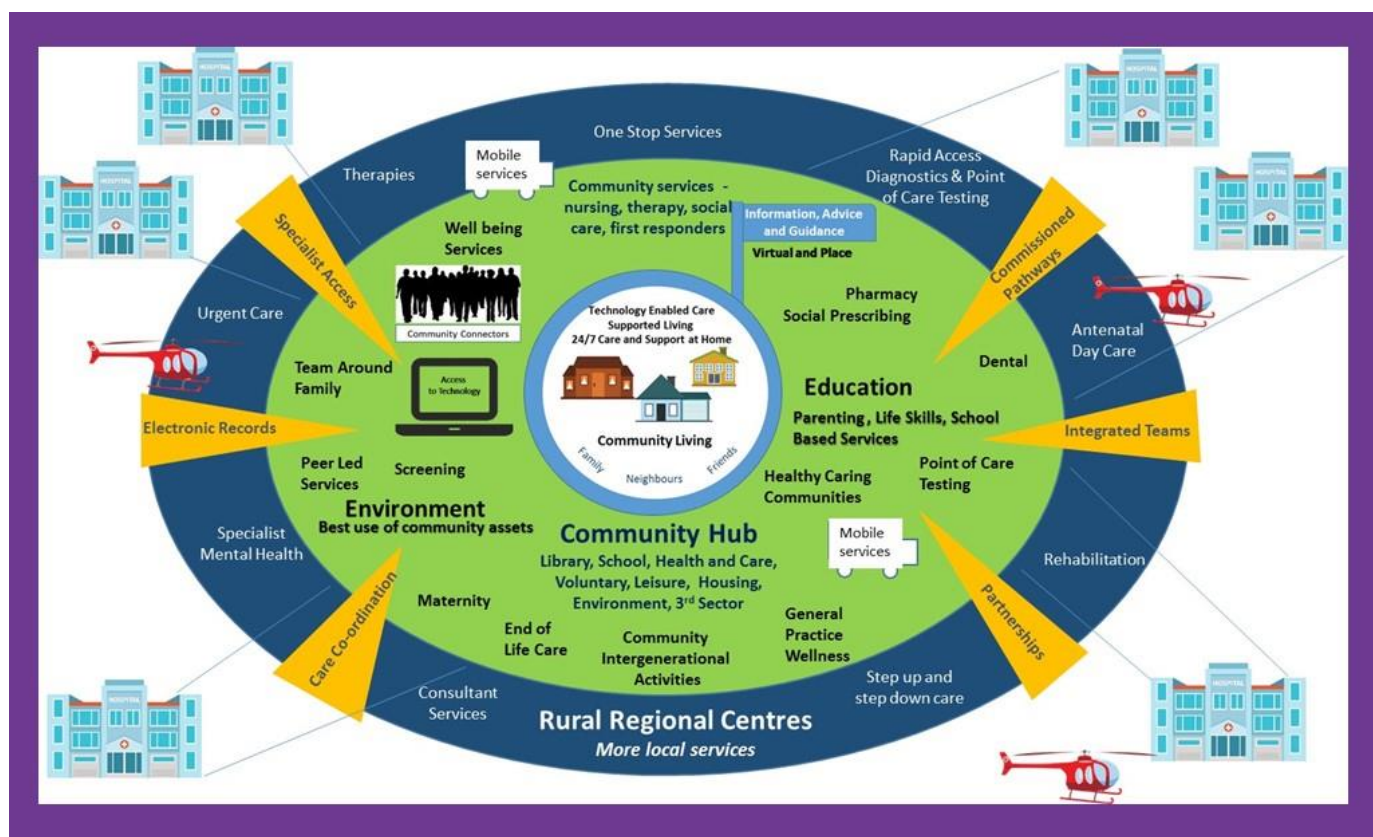 HOSPITAL
HOSPITAL
HOSPITAL
HOSPITAL
One Stop Services
Therapies
Mobile
services
Rapid Access
Diagnostics & Point
of Care Testing
Specialist Access
Well being
Services
Community services -
nursing, therapy, social
care, first responders
Information, Advice
and Guidance
Virtual and Place
Commissioned
Pathways
Urgent Care
Community Connectors
Technology Enabled Care
Supported Living
24/7 Care and Support at Home
Pharmacy
Social Prescribing
Antenatal
Day Care
Team Around
Family
Access
to Technology
Dental
Education
Parenting , Life Skills, School
Based Services
Electronic Records
Community Living
Family
Neighbours
Friends
Integrated Teams
Peer Led
Services
Screening
Healthy Caring
Communities
Point of Care
Testing
Environment
Best use of community assets
Specialist
Mental Health
Community Hub
Library, School, Health and Care,
Voluntary, Leisure, Housing,
Environment, 3rd Sector
Mobile
services
Rehabilitation
Care Co-ordination
Maternity
End of
Life Care
Community
Intergenerational
Activities
General
Practice
Wellness
Partnerships
Consultant
Services
Step up and
step down care
Rural Regional Centres
More local services
HOSPITAL
HOSPITAL